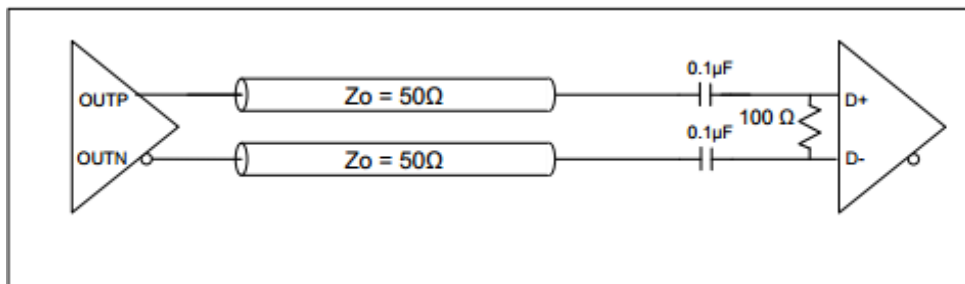 0.1µF
OUTP
Zo = 50Ω
D+
100 Ω
0.1µF
OUTN
Zo = 50Ω
D-